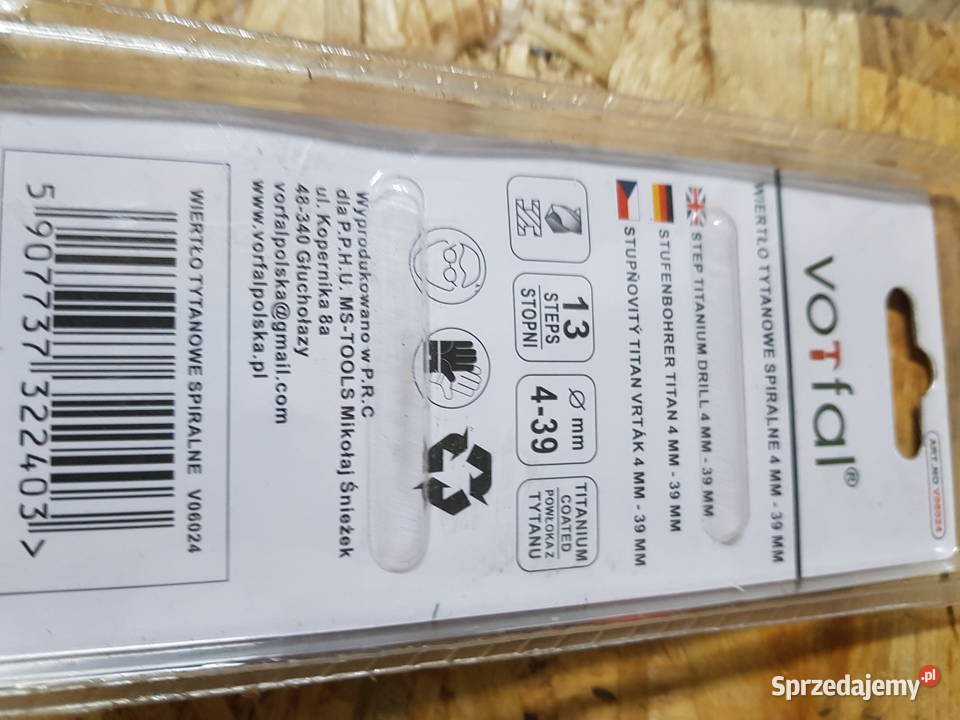 ART.NO V06024
vorfal®
WIERTŁO TYTANOWE SPIRALNE 4 MM - 39 MM
STEP TITANIUM DRILL 4 MM - 39 MM
STUFENBOHRER TITAN 4 MM - 39 MM
STUPŇOVITÝ TITAN VRTÁK 4 MM - 39 MM
13
STEPS
STOPNI
Ø mm
4-39
TITANIUM
COATED
POWŁOKA Z
TYTANU
Wyprodukowano w P.R.C
dla P.P.H.U. MS-TOOLS Mikołaj Śnieżek
ul. Kopernika 8a
48-340 Głuchołazy
vorfalpolska@gmail.com
www.vorfalpolska.pl
WIERTŁO TYTANOWE SPIRALNE V06024
5 907737 322403 >
Sprzedajemy.pl